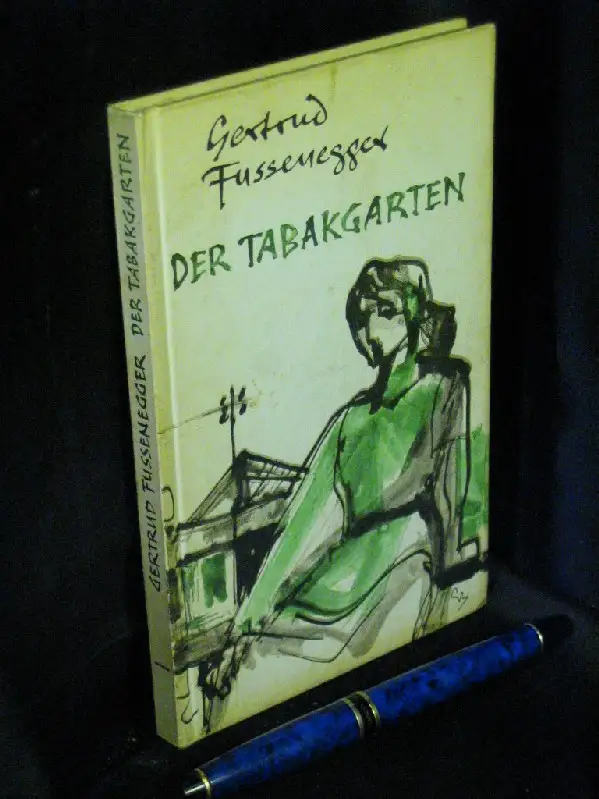 Gertrud
Fussenegger
DER TABAKGARTEN
GERTRUD FUSSENEGGER DER TABAKGARTEN